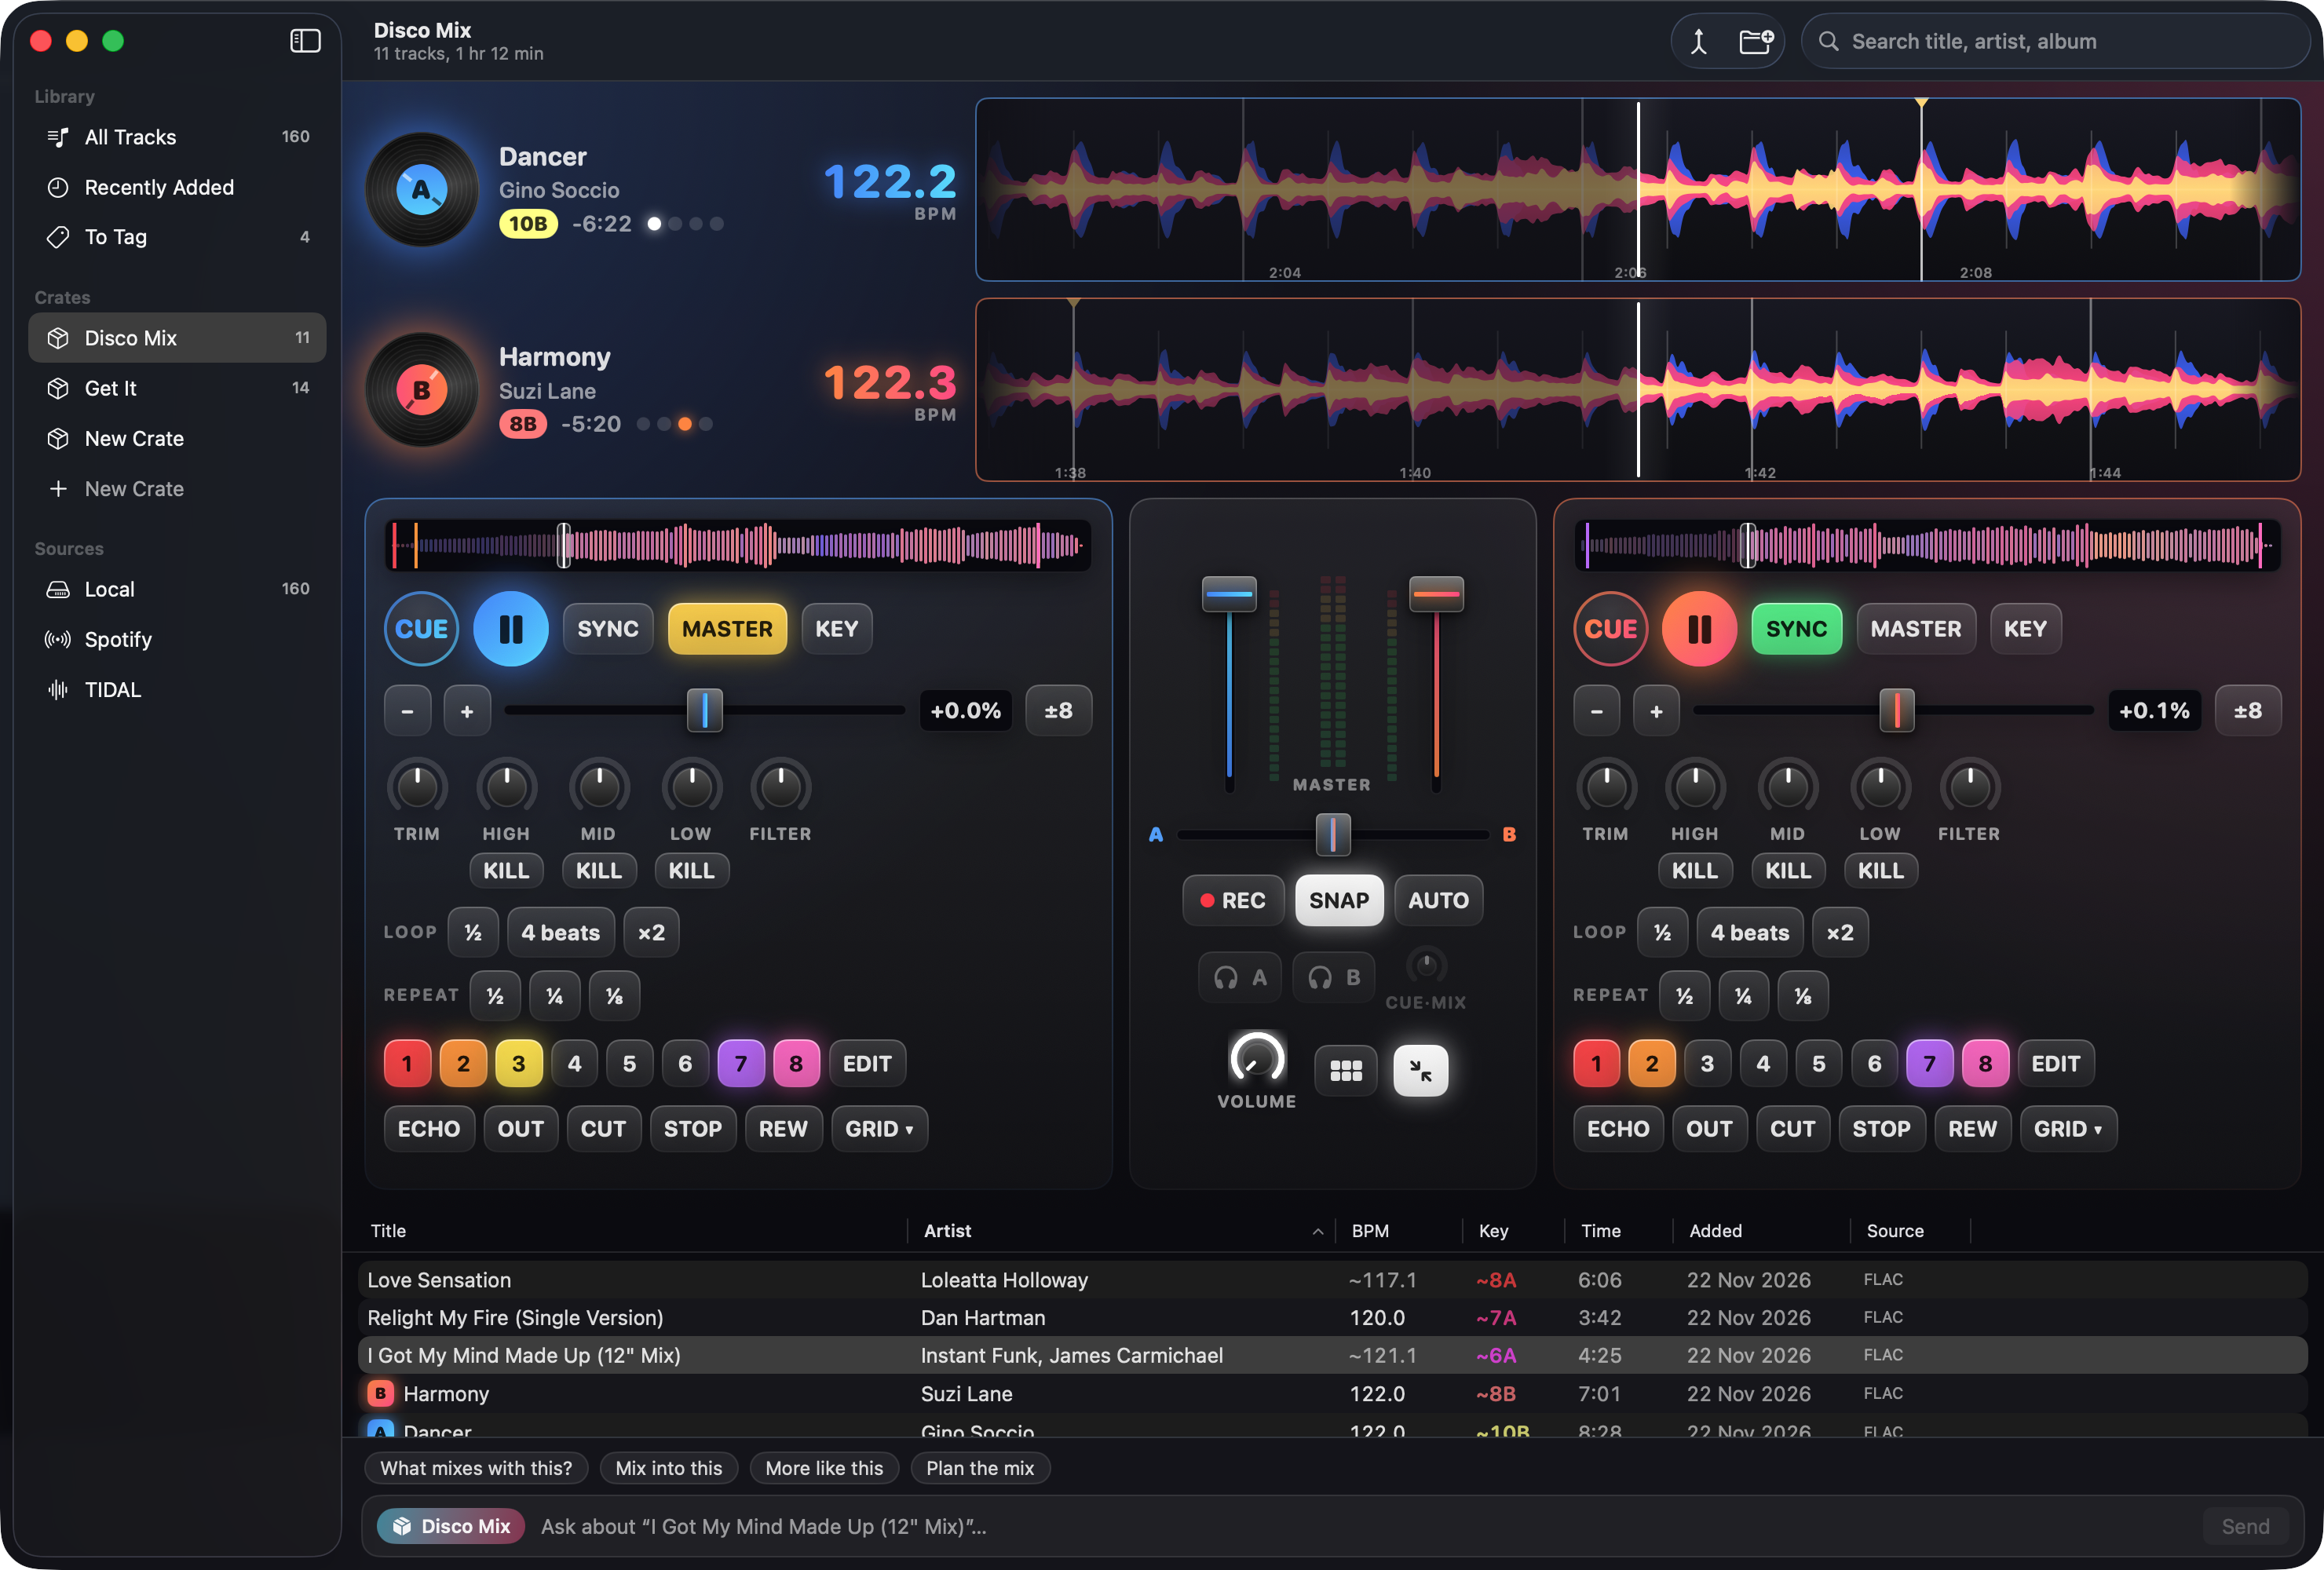 Disco Mix
11 tracks, 1 hr 12 min
Search title, artist, album
Library
All Tracks 160
Recently Added
To Tag 4
Crates
Disco Mix 11
Get It 14
New Crate
New Crate
Sources
Local 160
Spotify
TIDAL
A
Dancer
Gino Soccio
10B -6:22
122.2
BPM
2:04 2:06 2:08
B
Harmony
Suzi Lane
8B -5:20
122.3
BPM
1:38 1:40 1:42 1:44
CUE SYNC MASTER KEY
- + +0.0% ±8
TRIM HIGH MID LOW FILTER
KILL KILL KILL
LOOP ½ 4 beats ×2
REPEAT ½ ¼ ⅛
1 2 3 4 5 6 7 8 EDIT
ECHO OUT CUT STOP REW GRID ▾
MASTER
A B
REC SNAP AUTO
A B CUE·MIX
VOLUME
CUE SYNC MASTER KEY
- + +0.1% ±8
TRIM HIGH MID LOW FILTER
KILL KILL KILL
LOOP ½ 4 beats ×2
REPEAT ½ ¼ ⅛
1 2 3 4 5 6 7 8 EDIT
ECHO OUT CUT STOP REW GRID ▾
Title Artist BPM Key Time Added Source
Love Sensation Loleatta Holloway ~117.1 ~8A 6:06 22 Nov 2026 FLAC
Relight My Fire (Single Version) Dan Hartman 120.0 ~7A 3:42 22 Nov 2026 FLAC
I Got My Mind Made Up (12" Mix) Instant Funk, James Carmichael ~121.1 ~6A 4:25 22 Nov 2026 FLAC
B Harmony Suzi Lane 122.0 ~8B 7:01 22 Nov 2026 FLAC
A Dancer Gino Soccio 122.0 ~10B 8:28 22 Nov 2026 FLAC
What mixes with this? Mix into this More like this Plan the mix
Disco Mix Ask about “I Got My Mind Made Up (12" Mix)”…
Send